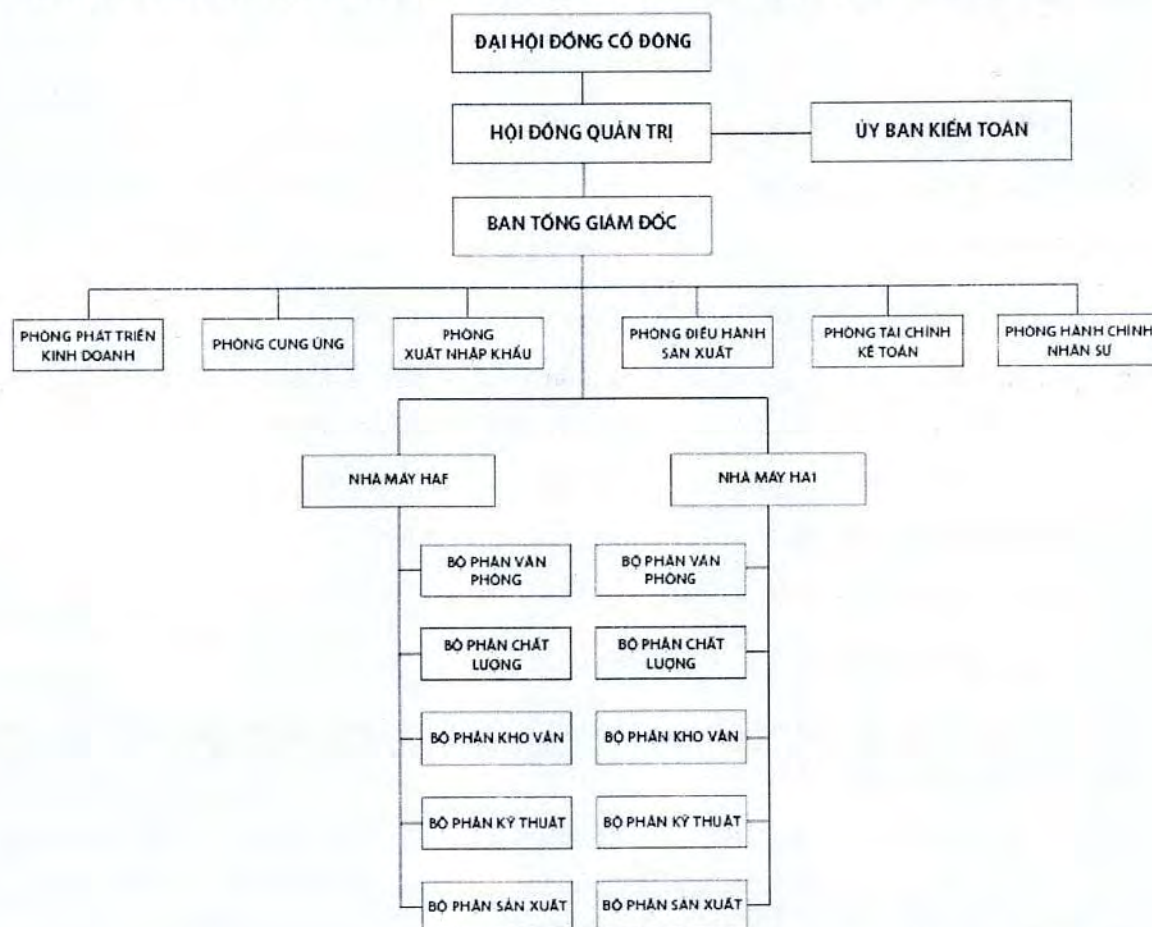 ĐẠI HỘI ĐỒNG CỔ ĐÔNG
HỘI ĐỒNG QUẢN TRỊ
ỦY BAN KIỂM TOÁN
BAN TỔNG GIÁM ĐỐC
PHÒNG PHÁT TRIỂN
KINH DOANH
PHÒNG CUNG ỨNG
PHÒNG
XUẤT NHẬP KHẨU
PHÒNG ĐIỀU HÀNH
SẢN XUẤT
PHÒNG TÀI CHÍNH
KẾ TOÁN
PHÒNG HÀNH CHÍNH
NHÂN SỰ
NHÀ MÁY HAF
NHÀ MÁY HA1
BỘ PHẬN VĂN
PHÒNG
BỘ PHẬN VĂN
PHÒNG
BỘ PHẬN CHẤT
LƯỢNG
BỘ PHẬN CHẤT
LƯỢNG
BỘ PHẬN KHO VẬN
BỘ PHẬN KHO VẬN
BỘ PHẬN KỸ THUẬT
BỘ PHẬN KỸ THUẬT
BỘ PHẬN SẢN XUẤT
BỘ PHẬN SẢN XUẤT